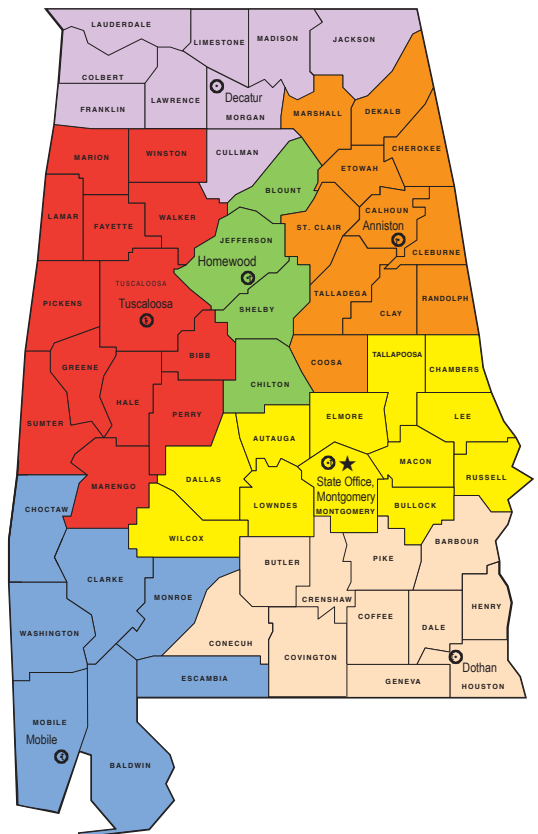 LAUDERDALE
LIMESTONE
MADISON
JACKSON
COLBERT
FRANKLIN
LAWRENCE
Decatur
MORGAN
MARSHALL
DEKALB
CHEROKEE
MARION
WINSTON
CULLMAN
ETOWAH
BLOUNT
LAMAR
FAYETTE
WALKER
JEFFERSON
Homewood
ST. CLAIR
CALHOUN
Anniston
CLEBURNE
PICKENS
TUSCALOOSA
Tuscaloosa
SHELBY
TALLADEGA
CLAY
RANDOLPH
GREENE
HALE
BIBB
CHILTON
COOSA
TALLAPOOSA
CHAMBERS
SUMTER
PERRY
AUTAUGA
ELMORE
LEE
MARENGO
DALLAS
LOWNDES
State Office,
Montgomery
MONTGOMERY
MACON
BULLOCK
RUSSELL
CHOCTAW
WILCOX
BUTLER
PIKE
BARBOUR
CLARKE
MONROE
CRENSHAW
COFFEE
DALE
HENRY
WASHINGTON
CONECUH
COVINGTON
Dothan
ESCAMBIA
GENEVA
HOUSTON
MOBILE
Mobile
BALDWIN